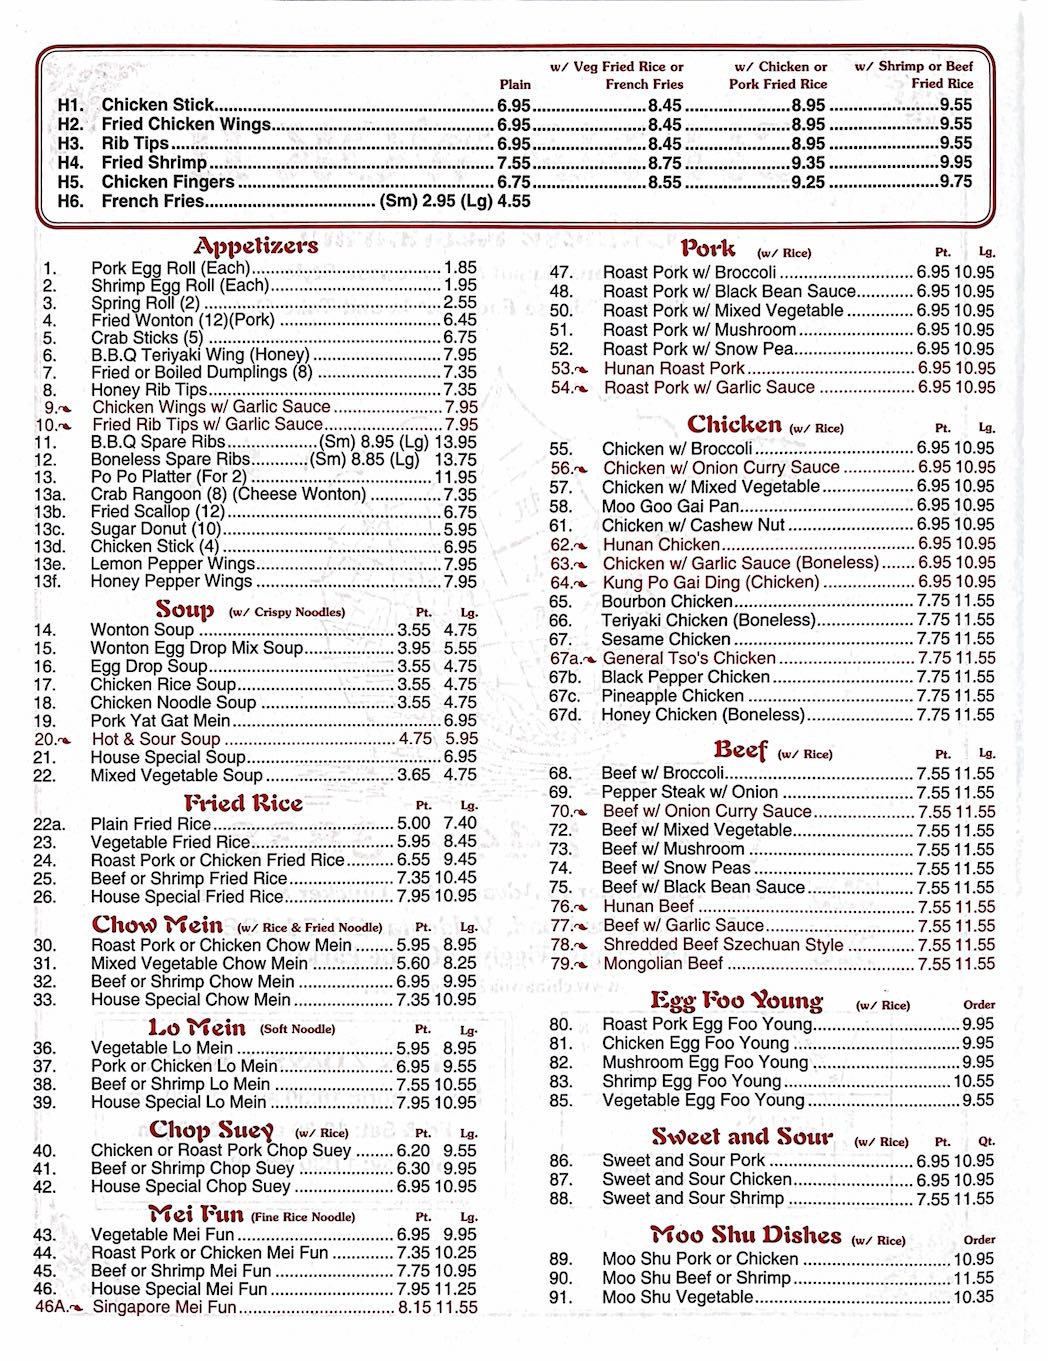 w/ Veg Fried Rice or w/ Chicken or w/ Shrimp or Beef
Plain French Fries Pork Fried Rice Fried Rice
H1. Chicken Stick 6.95 8.45 8.95 9.55
H2. Fried Chicken Wings 6.95 8.45 8.95 9.55
H3. Rib Tips 6.95 8.45 8.95 9.55
H4. Fried Shrimp 7.55 8.75 9.35 9.95
H5. Chicken Fingers 6.75 8.55 9.25 9.75
H6. French Fries (Sm) 2.95 (Lg) 4.55
Appetizers
1. Pork Egg Roll (Each) 1.85
2. Shrimp Egg Roll (Each) 1.95
3. Spring Roll (2) 2.55
4. Fried Wonton (12)(Pork) 6.45
5. Crab Sticks (5) 6.75
6. B.B.Q Teriyaki Wing (Honey) 7.95
7. Fried or Boiled Dumplings (8) 7.35
8. Honey Rib Tips 7.35
9. Chicken Wings w/ Garlic Sauce 7.95
10. Fried Rib Tips w/ Garlic Sauce 7.95
11. B.B.Q Spare Ribs (Sm) 8.95 (Lg) 13.95
12. Boneless Spare Ribs (Sm) 8.85 (Lg) 13.75
13. Po Po Platter (For 2) 11.95
13a. Crab Rangoon (8) (Cheese Wonton) 7.35
13b. Fried Scallop (12) 6.75
13c. Sugar Donut (10) 5.95
13d. Chicken Stick (4) 6.95
13e. Lemon Pepper Wings 7.95
13f. Honey Pepper Wings 7.95
Soup (w/ Crispy Noodles) Pt. Lg.
14. Wonton Soup 3.55 4.75
15. Wonton Egg Drop Mix Soup 3.95 5.55
16. Egg Drop Soup 3.55 4.75
17. Chicken Rice Soup 3.55 4.75
18. Chicken Noodle Soup 3.55 4.75
19. Pork Yat Gat Mein 6.95
20. Hot & Sour Soup 4.75 5.95
21. House Special Soup 6.95
22. Mixed Vegetable Soup 3.65 4.75
Fried Rice Pt. Lg.
22a. Plain Fried Rice 5.00 7.40
23. Vegetable Fried Rice 5.95 8.45
24. Roast Pork or Chicken Fried Rice 6.55 9.45
25. Beef or Shrimp Fried Rice 7.35 10.45
26. House Special Fried Rice 7.95 10.95
Chow Mein (w/ Rice & Fried Noodle) Pt. Lg.
30. Roast Pork or Chicken Chow Mein 5.95 8.95
31. Mixed Vegetable Chow Mein 5.60 8.25
32. Beef or Shrimp Chow Mein 6.95 9.95
33. House Special Chow Mein 7.35 10.95
Lo Mein (Soft Noodle) Pt. Lg.
36. Vegetable Lo Mein 5.95 8.95
37. Pork or Chicken Lo Mein 6.95 9.55
38. Beef or Shrimp Lo Mein 7.55 10.55
39. House Special Lo Mein 7.95 10.95
Chop Suey (w/ Rice) Pt. Lg.
40. Chicken or Roast Pork Chop Suey 6.20 9.55
41. Beef or Shrimp Chop Suey 6.30 9.95
42. House Special Chop Suey 6.95 10.95
Mei Fun (Fine Rice Noodle) Pt. Lg.
43. Vegetable Mei Fun 6.95 9.95
44. Roast Pork or Chicken Mei Fun 7.35 10.25
45. Beef or Shrimp Mei Fun 7.75 10.95
46. House Special Mei Fun 7.95 11.25
46A. Singapore Mei Fun 8.15 11.55
Pork (w/ Rice) Pt. Lg.
47. Roast Pork w/ Broccoli 6.95 10.95
48. Roast Pork w/ Black Bean Sauce 6.95 10.95
50. Roast Pork w/ Mixed Vegetable 6.95 10.95
51. Roast Pork w/ Mushroom 6.95 10.95
52. Roast Pork w/ Snow Pea 6.95 10.95
53. Hunan Roast Pork 6.95 10.95
54. Roast Pork w/ Garlic Sauce 6.95 10.95
Chicken (w/ Rice) Pt. Lg.
55. Chicken w/ Broccoli 6.95 10.95
56. Chicken w/ Onion Curry Sauce 6.95 10.95
57. Chicken w/ Mixed Vegetable 6.95 10.95
58. Moo Goo Gai Pan 6.95 10.95
61. Chicken w/ Cashew Nut 6.95 10.95
62. Hunan Chicken 6.95 10.95
63. Chicken w/ Garlic Sauce (Boneless) 6.95 10.95
64. Kung Po Gai Ding (Chicken) 6.95 10.95
65. Bourbon Chicken 7.75 11.55
66. Teriyaki Chicken (Boneless) 7.75 11.55
67. Sesame Chicken 7.75 11.55
67a. General Tso's Chicken 7.75 11.55
67b. Black Pepper Chicken 7.75 11.55
67c. Pineapple Chicken 7.75 11.55
67d. Honey Chicken (Boneless) 7.75 11.55
Beef (w/ Rice) Pt. Lg.
68. Beef w/ Broccoli 7.55 11.55
69. Pepper Steak w/ Onion 7.55 11.55
70. Beef w/ Onion Curry Sauce 7.55 11.55
72. Beef w/ Mixed Vegetable 7.55 11.55
73. Beef w/ Mushroom 7.55 11.55
74. Beef w/ Snow Peas 7.55 11.55
75. Beef w/ Black Bean Sauce 7.55 11.55
76. Hunan Beef 7.55 11.55
77. Beef w/ Garlic Sauce 7.55 11.55
78. Shredded Beef Szechuan Style 7.55 11.55
79. Mongolian Beef 7.55 11.55
Egg Foo Young (w/ Rice) Order
80. Roast Pork Egg Foo Young 9.95
81. Chicken Egg Foo Young 9.95
82. Mushroom Egg Foo Young 9.95
83. Shrimp Egg Foo Young 10.55
85. Vegetable Egg Foo Young 9.55
Sweet and Sour (w/ Rice) Pt. Qt.
86. Sweet and Sour Pork 6.95 10.95
87. Sweet and Sour Chicken 6.95 10.95
88. Sweet and Sour Shrimp 7.55 11.55
Moo Shu Dishes (w/ Rice) Order
89. Moo Shu Pork or Chicken 10.95
90. Moo Shu Beef or Shrimp 11.55
91. Moo Shu Vegetable 10.35